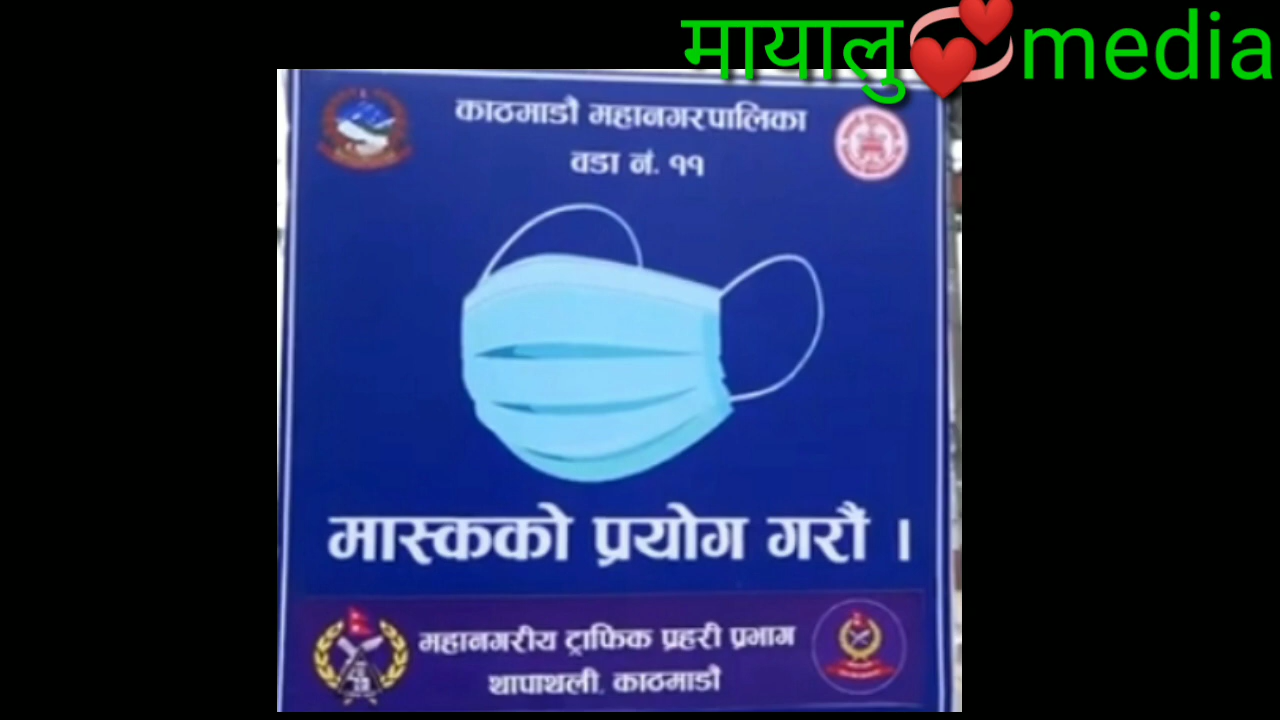 मायालु💞media
काठमाडौं महानगरपालिका
वडा नं. ११
मास्कको प्रयोग गरौं ।
महानगरीय ट्राफिक प्रहरी प्रभाग
थापाथली, काठमाडौं